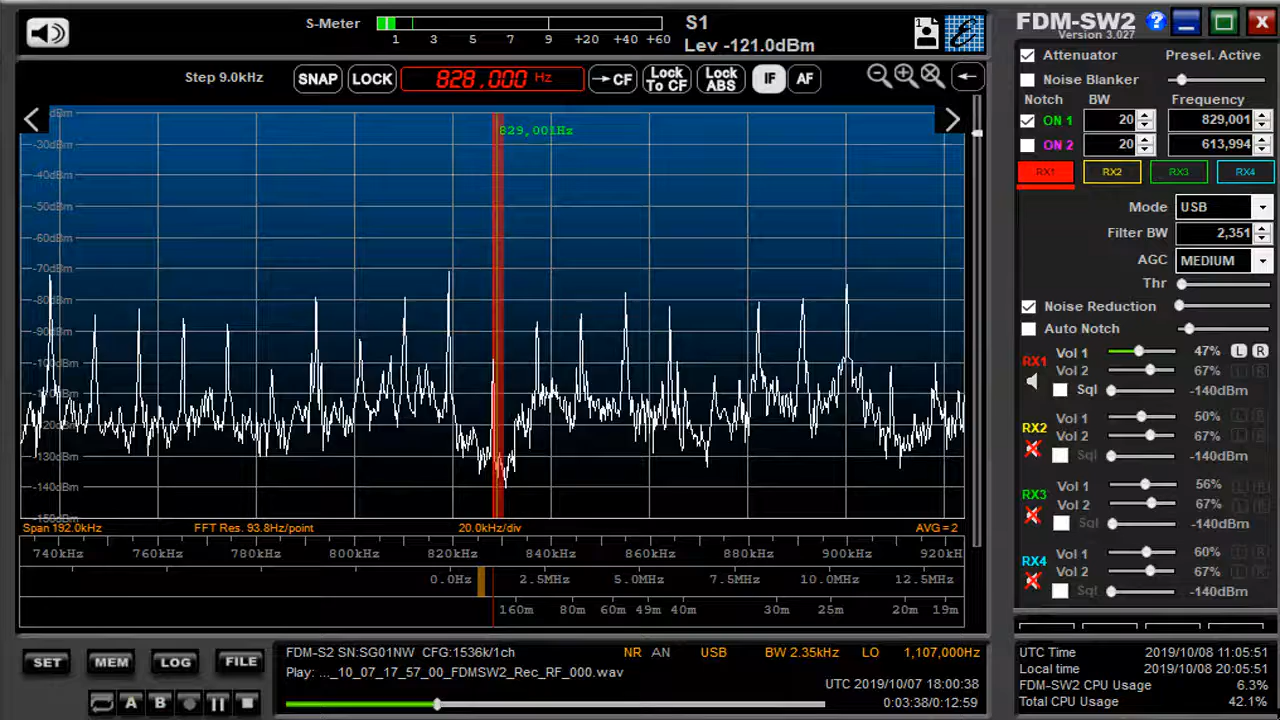 S-Meter
1 3 5 7 9 +20 +40 +60
S1
Lev -121.0dBm
FDM-SW2
Version 3.027
Step 9.0kHz
SNAP LOCK 828.000 Hz →CF Lock To CF Lock ABS IF AF
829,001Hz
-30dBm
-40dBm
-50dBm
-60dBm
-70dBm
-80dBm
-90dBm
-100dBm
-110dBm
-120dBm
-130dBm
-140dBm
-150dBm
Span 192.0kHz FFT Res. 93.8Hz/point 20.0kHz/div AVG = 2
740kHz 760kHz 780kHz 800kHz 820kHz 840kHz 860kHz 880kHz 900kHz 920kH
0.0Hz 2.5MHz 5.0MHz 7.5MHz 10.0MHz 12.5MHz
160m 80m 60m 49m 40m 30m 25m 20m 19m
SET MEM LOG FILE
A B
FDM-S2 SN:SG01NW CFG:1536k/1ch NR AN USB BW 2.35kHz LO 1,107,000Hz
Play: ..._10_07_17_57_00_FDMSW2_Rec_RF_000.wav
UTC 2019/10/07 18:00:38
0:03:38/0:12:59
Attenuator Presel. Active
Noise Blanker
Notch BW Frequency
ON 1 20 829,001
ON 2 20 613,994
RX1 RX2 RX3 RX4
Mode USB
Filter BW 2,351
AGC MEDIUM
Thr
Noise Reduction
Auto Notch
RX1
Vol 1 47% L R
Vol 2 67% L R
Sql -140dBm
RX2
Vol 1 50% L R
Vol 2 67% L R
Sql -140dBm
RX3
Vol 1 56% L R
Vol 2 67% L R
Sql -140dBm
RX4
Vol 1 60% L R
Vol 2 67% L R
Sql -140dBm
UTC Time 2019/10/08 11:05:51
Local time 2019/10/08 20:05:51
FDM-SW2 CPU Usage 6.3%
Total CPU Usage 42.1%